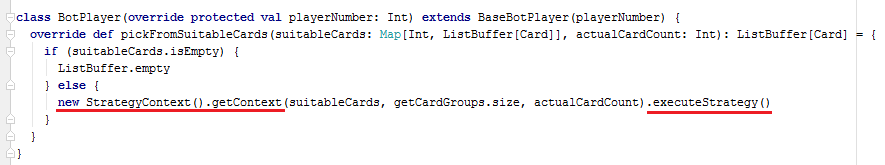 class BotPlayer(override protected val playerNumber: Int) extends BaseBotPlayer(playerNumber) {
  override def pickFromSuitableCards(suitableCards: Map[Int, ListBuffer[Card]], actualCardCount: Int): ListBuffer[Card] = {
    if (suitableCards.isEmpty) {
      ListBuffer.empty
    } else {
      new StrategyContext().getContext(suitableCards, getCardGroups.size, actualCardCount).executeStrategy()
    }
  }
}